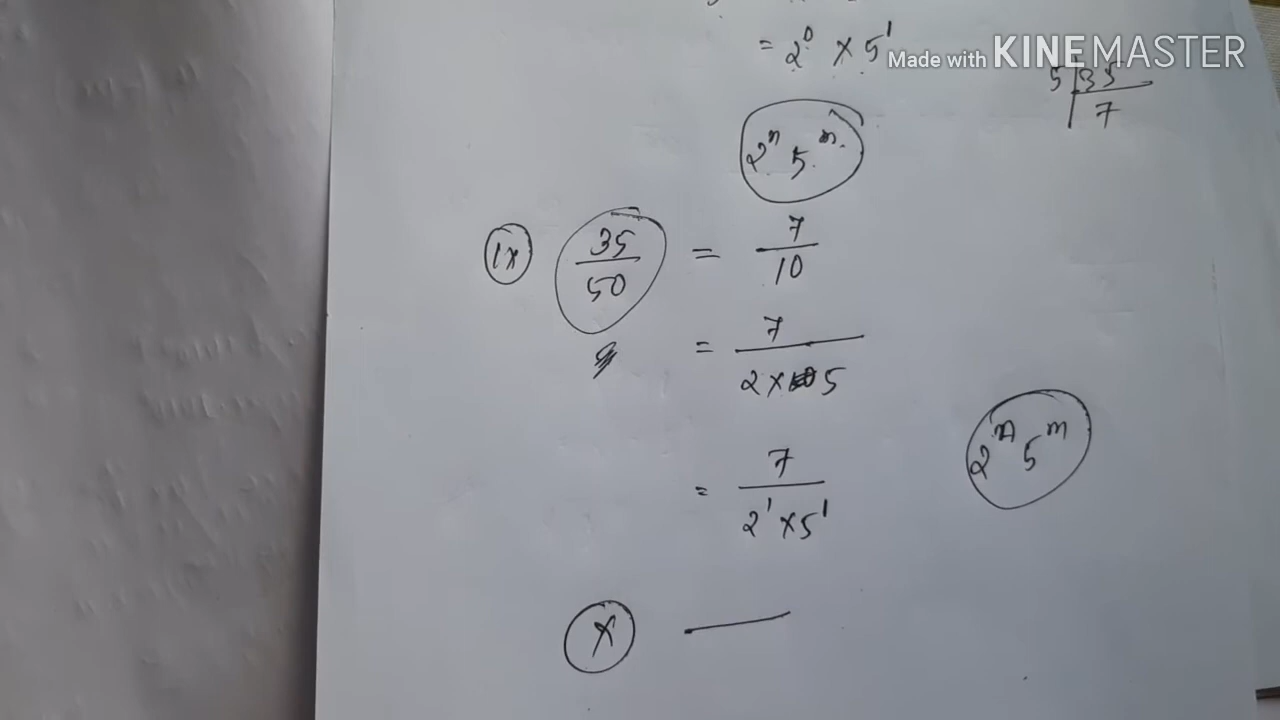 = 2⁰ × 5¹
Made with KINEMASTER
5 35
7
2ⁿ 5ᵐ
ix 35/50 = 7/10
= 7/2×5
2ⁿ 5ᵐ
= 7/2¹×5¹
x